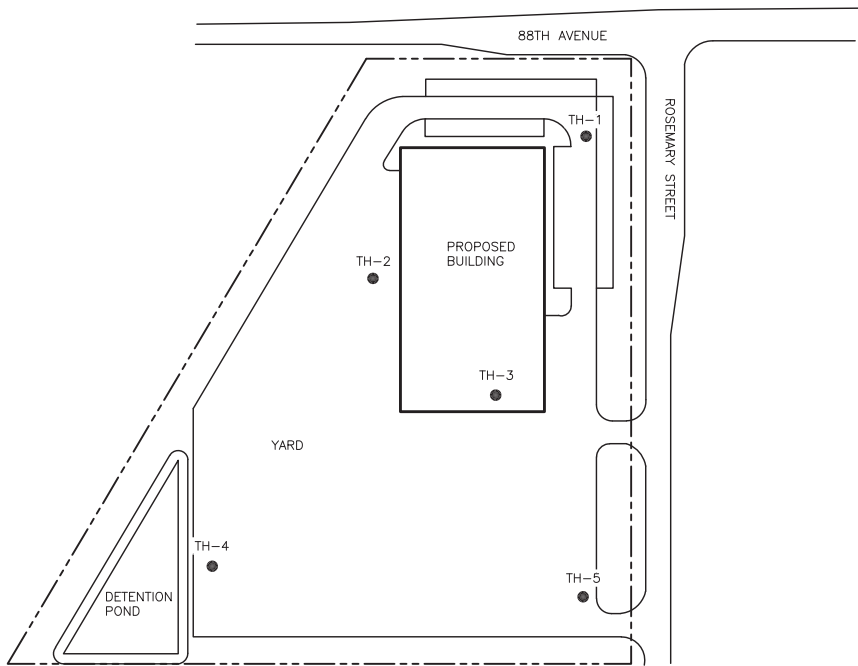 88TH AVENUE
TH-1
ROSEMARY STREET
PROPOSED
BUILDING
TH-2
TH-3
YARD
TH-4
TH-5
DETENTION
POND